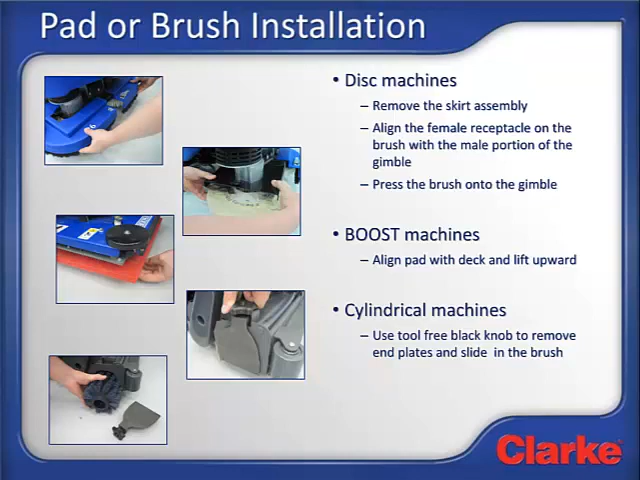 Pad or Brush Installation
• Disc machines
– Remove the skirt assembly
– Align the female receptacle on the
brush with the male portion of the
gimble
– Press the brush onto the gimble
• BOOST machines
– Align pad with deck and lift upward
• Cylindrical machines
– Use tool free black knob to remove
end plates and slide in the brush
Clarke®